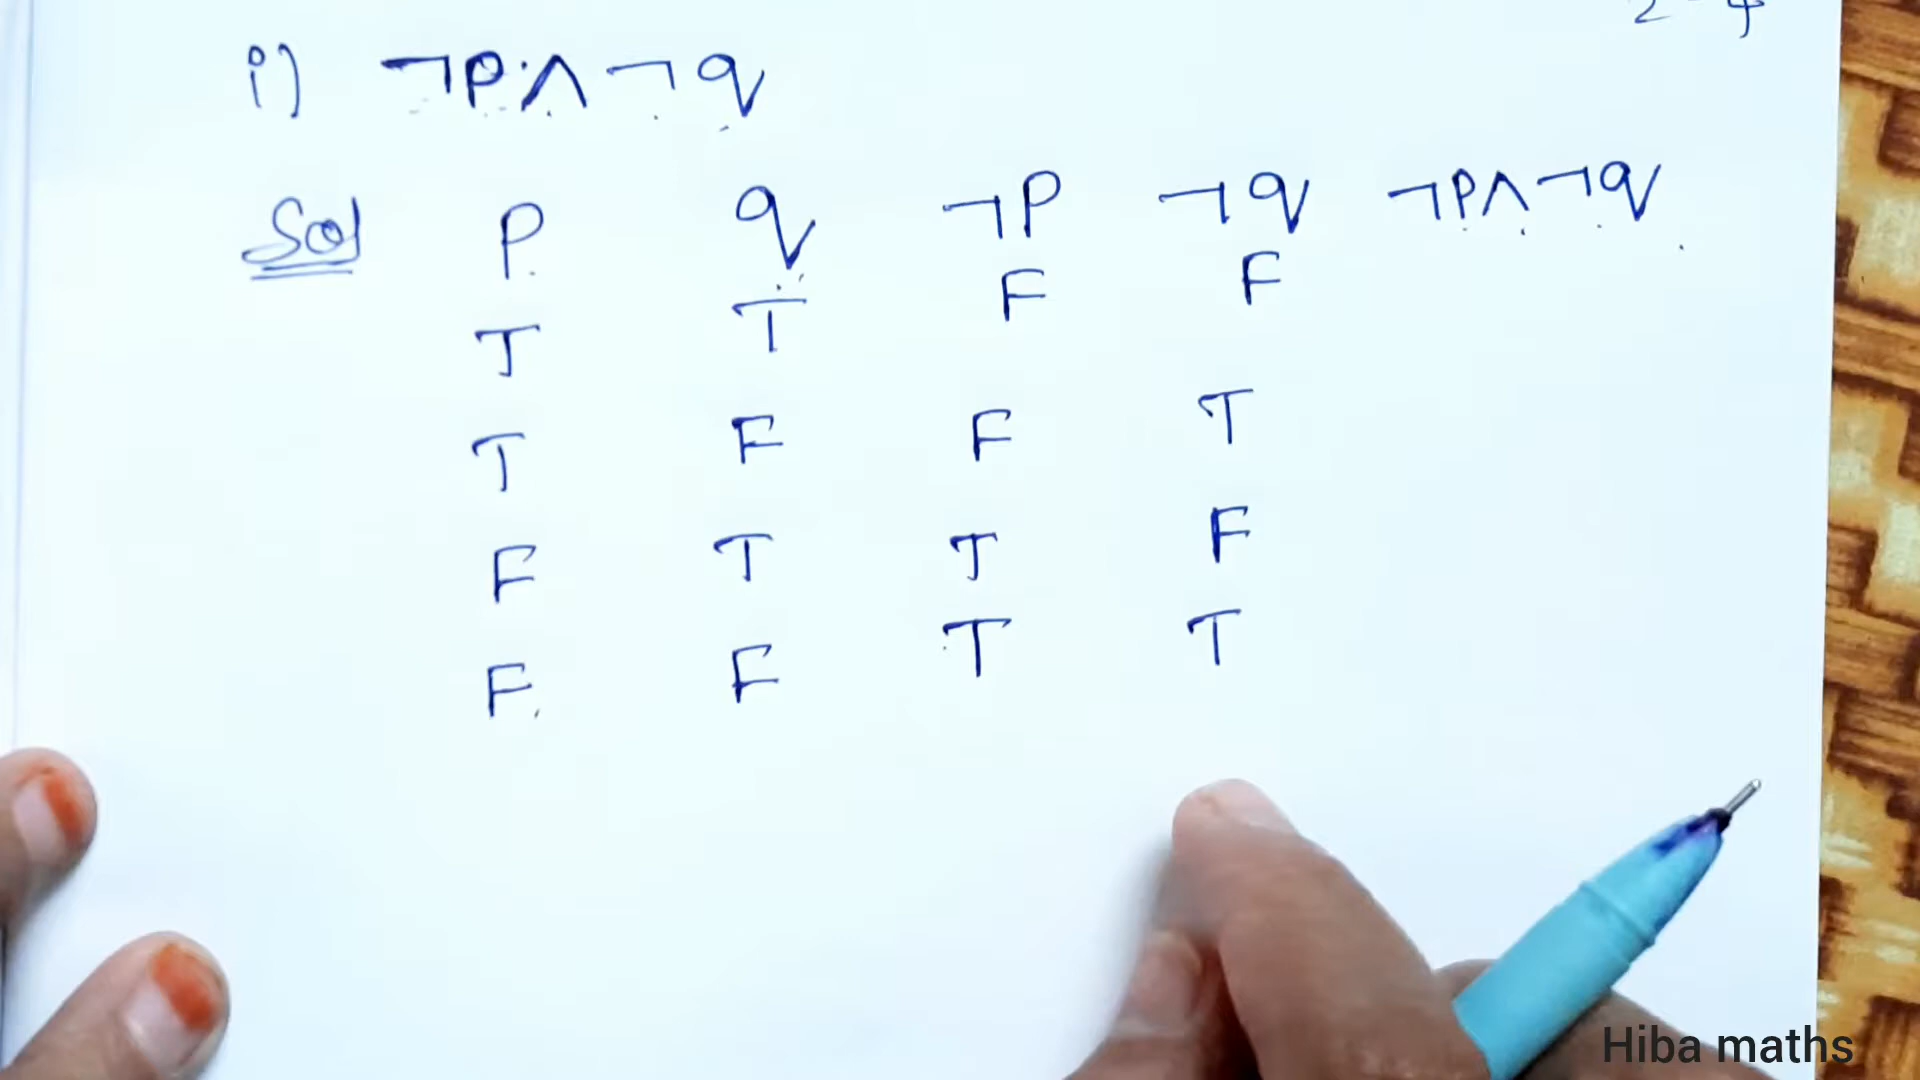 i) ¬P∧¬q
Sol P q ¬P ¬q ¬P∧¬q
T T F F
T F F T
F T T F
F F T T
Hiba maths